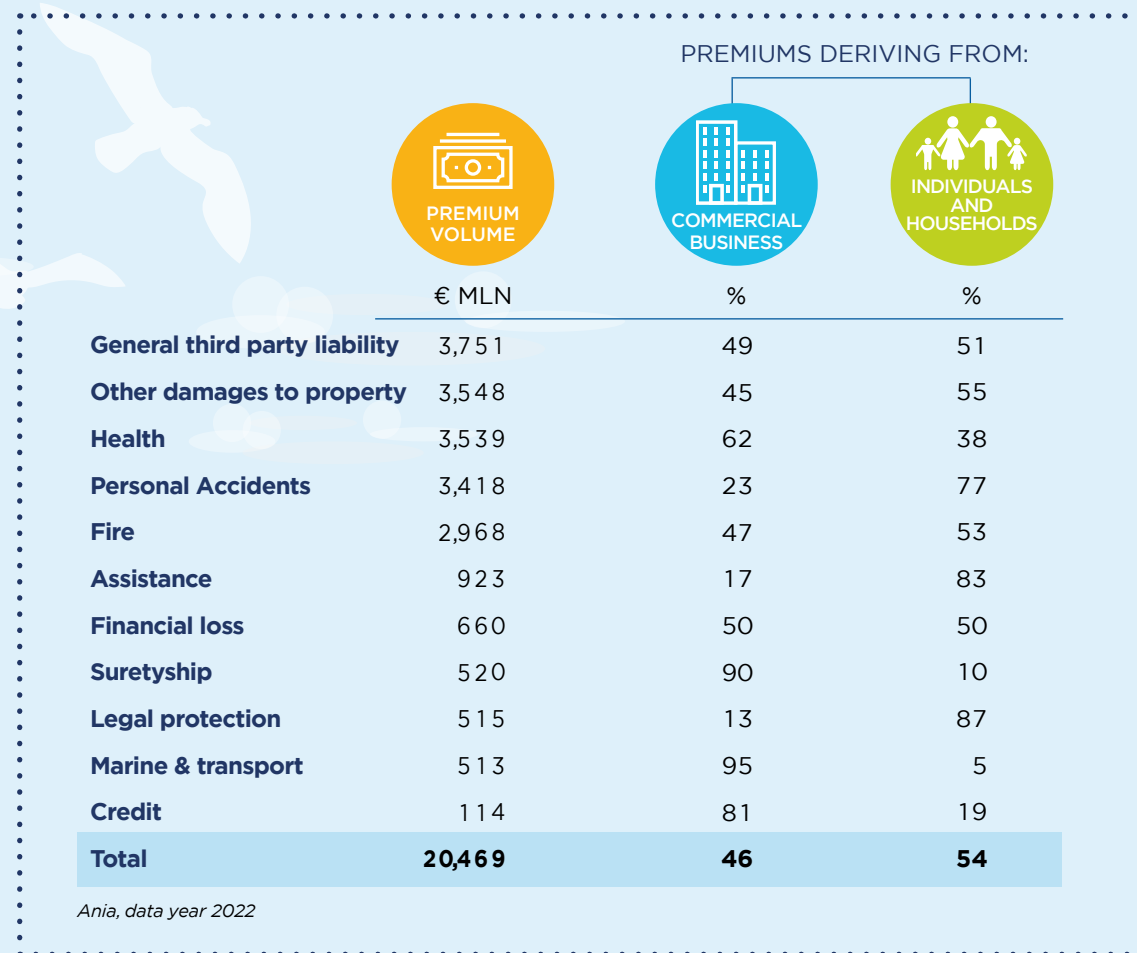 PREMIUMS DERIVING FROM:
PREMIUM
VOLUME
COMMERCIAL
BUSINESS
INDIVIDUALS
AND
HOUSEHOLDS
€ MLN % %
General third party liability 3,751 49 51
Other damages to property 3,548 45 55
Health 3,539 62 38
Personal Accidents 3,418 23 77
Fire 2,968 47 53
Assistance 923 17 83
Financial loss 660 50 50
Suretyship 520 90 10
Legal protection 515 13 87
Marine & transport 513 95 5
Credit 114 81 19
Total 20,469 46 54
Ania, data year 2022